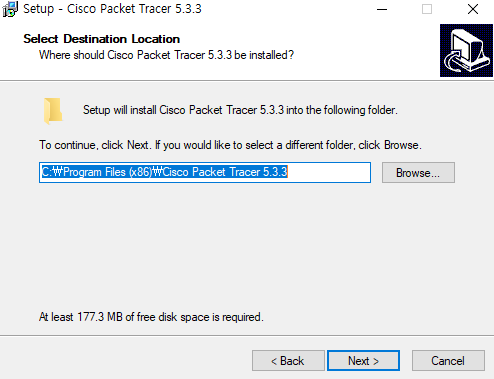 Setup - Cisco Packet Tracer 5.3.3
Select Destination Location
Where should Cisco Packet Tracer 5.3.3 be installed?
Setup will install Cisco Packet Tracer 5.3.3 into the following folder.
To continue, click Next. If you would like to select a different folder, click Browse.
C:₩Program Files (x86)₩Cisco Packet Tracer 5.3.3
Browse...
At least 177.3 MB of free disk space is required.
< Back
Next >
Cancel